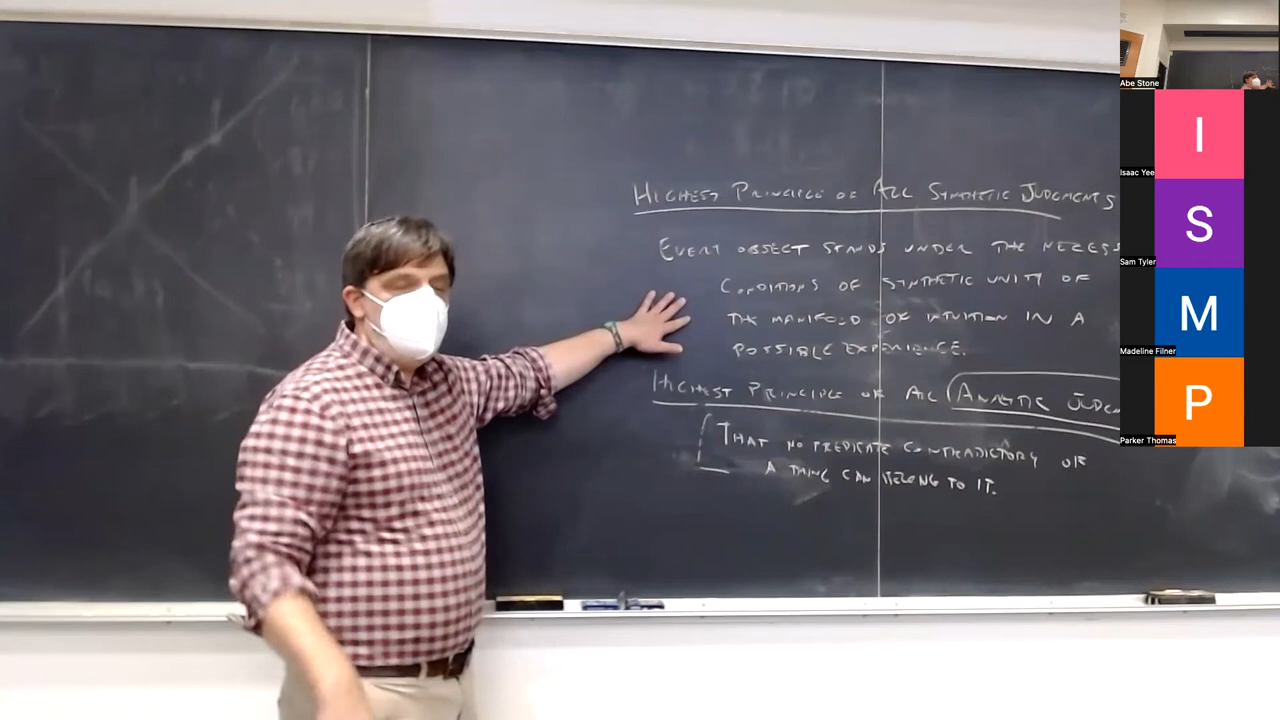 HIGHEST PRINCIPLE OF ALL SYNTHETIC JUDGMENTS
EVERY OBJECT STANDS UNDER THE NECESS
CONDITIONS OF SYNTHETIC UNITY OF
THE MANIFOLD OF INTUITION IN A
POSSIBLE EXPERIENCE.
HIGHEST PRINCIPLE OF ALL ANALYTIC JUDGM
THAT NO PREDICATE CONTRADICTORY OF
A THING CAN BELONG TO IT.
Abe Stone
I
Isaac Yee
S
Sam Tyler
M
Madeline Filner
P
Parker Thomas